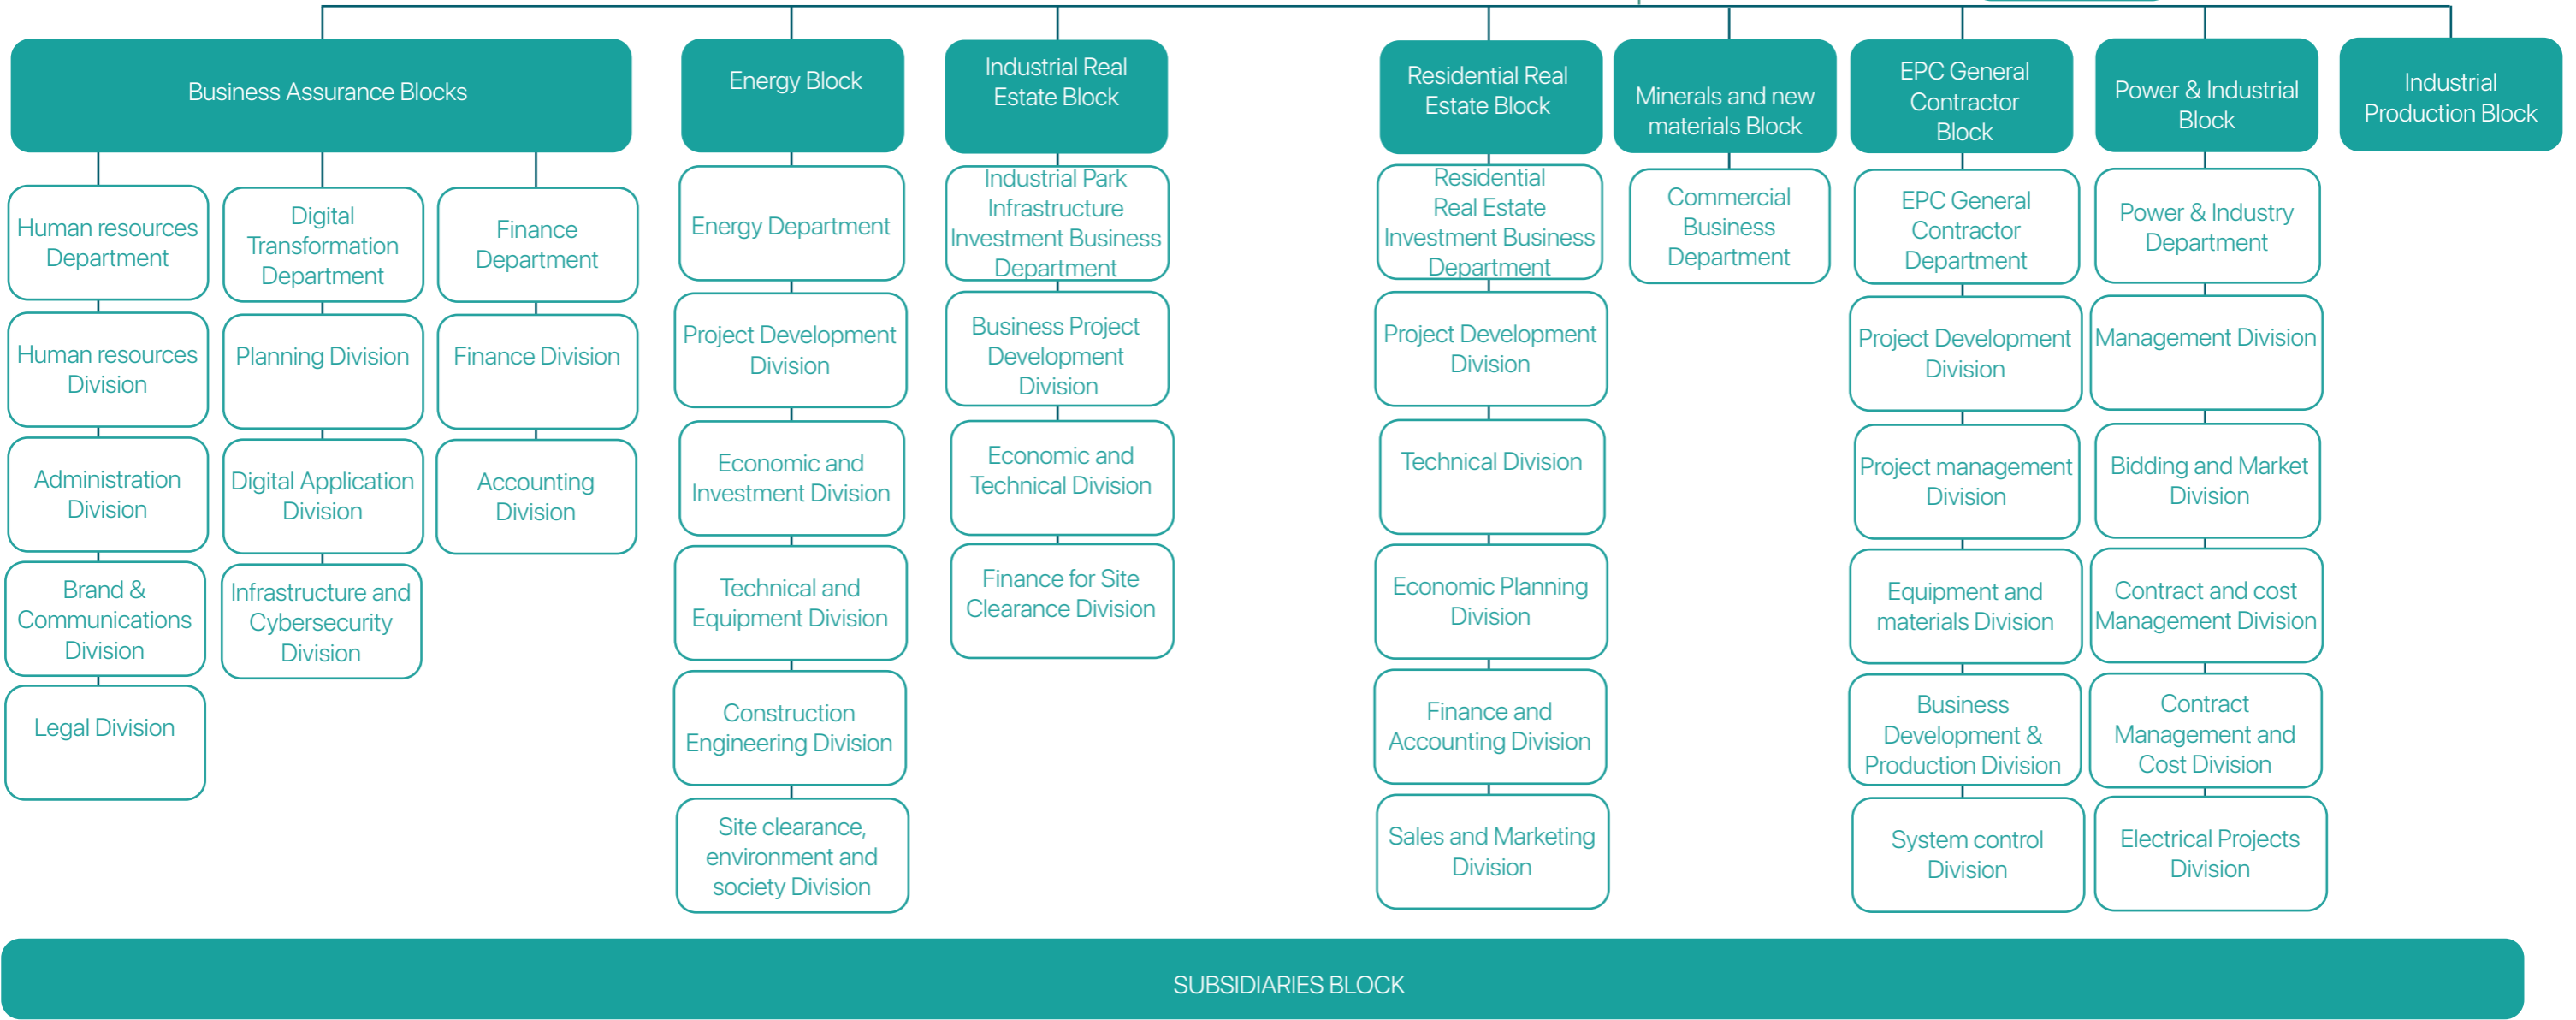 Business Assurance Blocks
Human resources
Department
Human resources
Division
Administration
Division
Brand &
Communications
Division
Legal Division
Digital
Transformation
Department
Planning Division
Digital Application
Division
Infrastructure and
Cybersecurity
Division
Finance
Department
Finance Division
Accounting
Division
Energy Block
Energy Department
Project Development
Division
Economic and
Investment Division
Technical and
Equipment Division
Construction
Engineering Division
Site clearance,
environment and
society Division
Industrial Real
Estate Block
Industrial Park
Infrastructure
Investment Business
Department
Business Project
Development
Division
Economic and
Technical Division
Finance for Site
Clearance Division
Residential Real
Estate Block
Residential
Real Estate
Investment Business
Department
Project Development
Division
Technical Division
Economic Planning
Division
Finance and
Accounting Division
Sales and Marketing
Division
Minerals and new
materials Block
Commercial
Business
Department
EPC General
Contractor
Block
EPC General
Contractor
Department
Project Development
Division
Project management
Division
Equipment and
materials Division
Business
Development &
Production Division
System control
Division
Power & Industrial
Block
Power & Industry
Department
Management Division
Bidding and Market
Division
Contract and cost
Management Division
Contract
Management and
Cost Division
Electrical Projects
Division
Industrial
Production Block
SUBSIDIARIES BLOCK